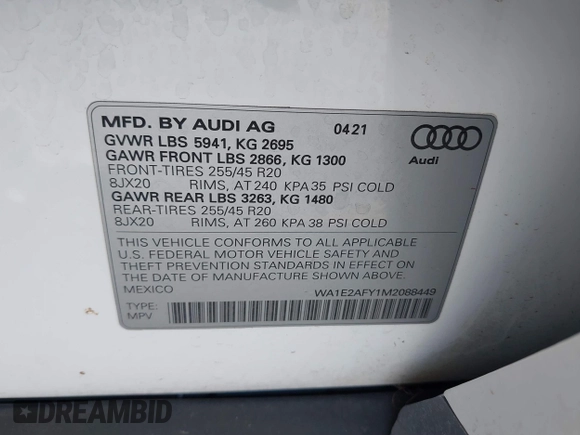 MFD. BY AUDI AG 0421
GVWR LBS 5941, KG 2695
GAWR FRONT LBS 2866, KG 1300
FRONT-TIRES 255/45 R20
8JX20 RIMS, AT 240 KPA 35 PSI COLD
GAWR REAR LBS 3263, KG 1480
REAR-TIRES 255/45 R20
8JX20 RIMS, AT 260 KPA 38 PSI COLD
Audi
THIS VEHICLE CONFORMS TO ALL APPLICABLE
U.S. FEDERAL MOTOR VEHICLE SAFETY AND
THEFT PREVENTION STANDARDS IN EFFECT ON
THE DATE OF MANUFACTURE SHOWN ABOVE.
MEXICO WA1E2AFY1M2088449
TYPE:
MPV
DREAMBID